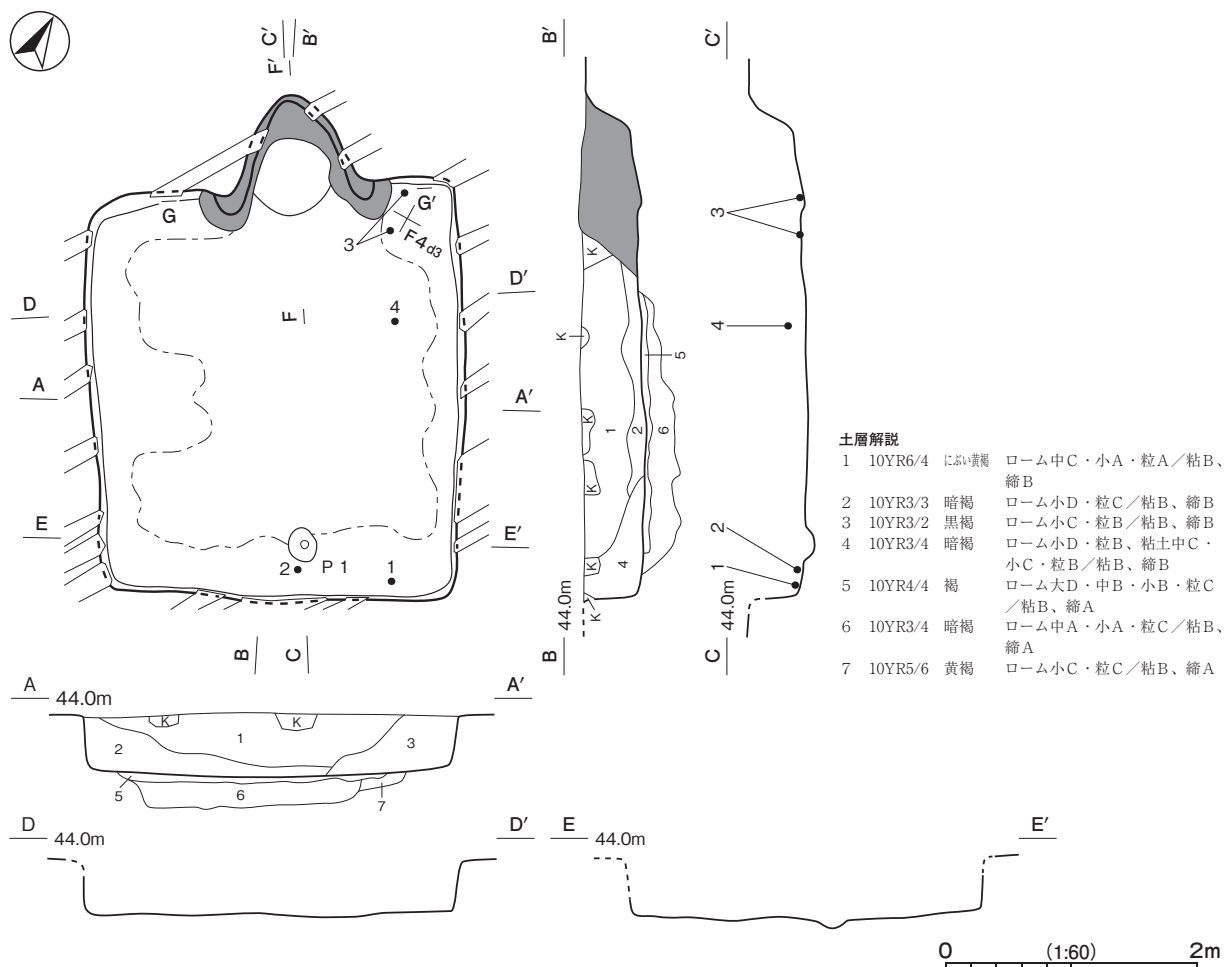 C' B'
F'
B'
C'
G
G'
F4d3
3
3
D
D'
F
4
4
K
K
5
A
A'
K
1
2
6
K
E
E'
2
P 1
1
K
4
2
1
44.0m
K
44.0m
B
C
B
C
土層解説
1 10YR6/4 にぶい黄褐 ローム中C・小A・粒A／粘B、
締B
2 10YR3/3 暗褐 ローム小D・粒C／粘B、締B
3 10YR3/2 黒褐 ローム小C・粒B／粘B、締B
4 10YR3/4 暗褐 ローム小D・粒B、粘土中C・
小C・粒B／粘B、締B
5 10YR4/4 褐 ローム大D・中B・小B・粒C
／粘B、締A
6 10YR3/4 暗褐 ローム中A・小A・粒C／粘B、
締A
7 10YR5/6 黄褐 ローム小C・粒C／粘B、締A
A 44.0m A'
K K
1
2 3
5 6 7
D 44.0m D'
E 44.0m E'
0 (1:60) 2m